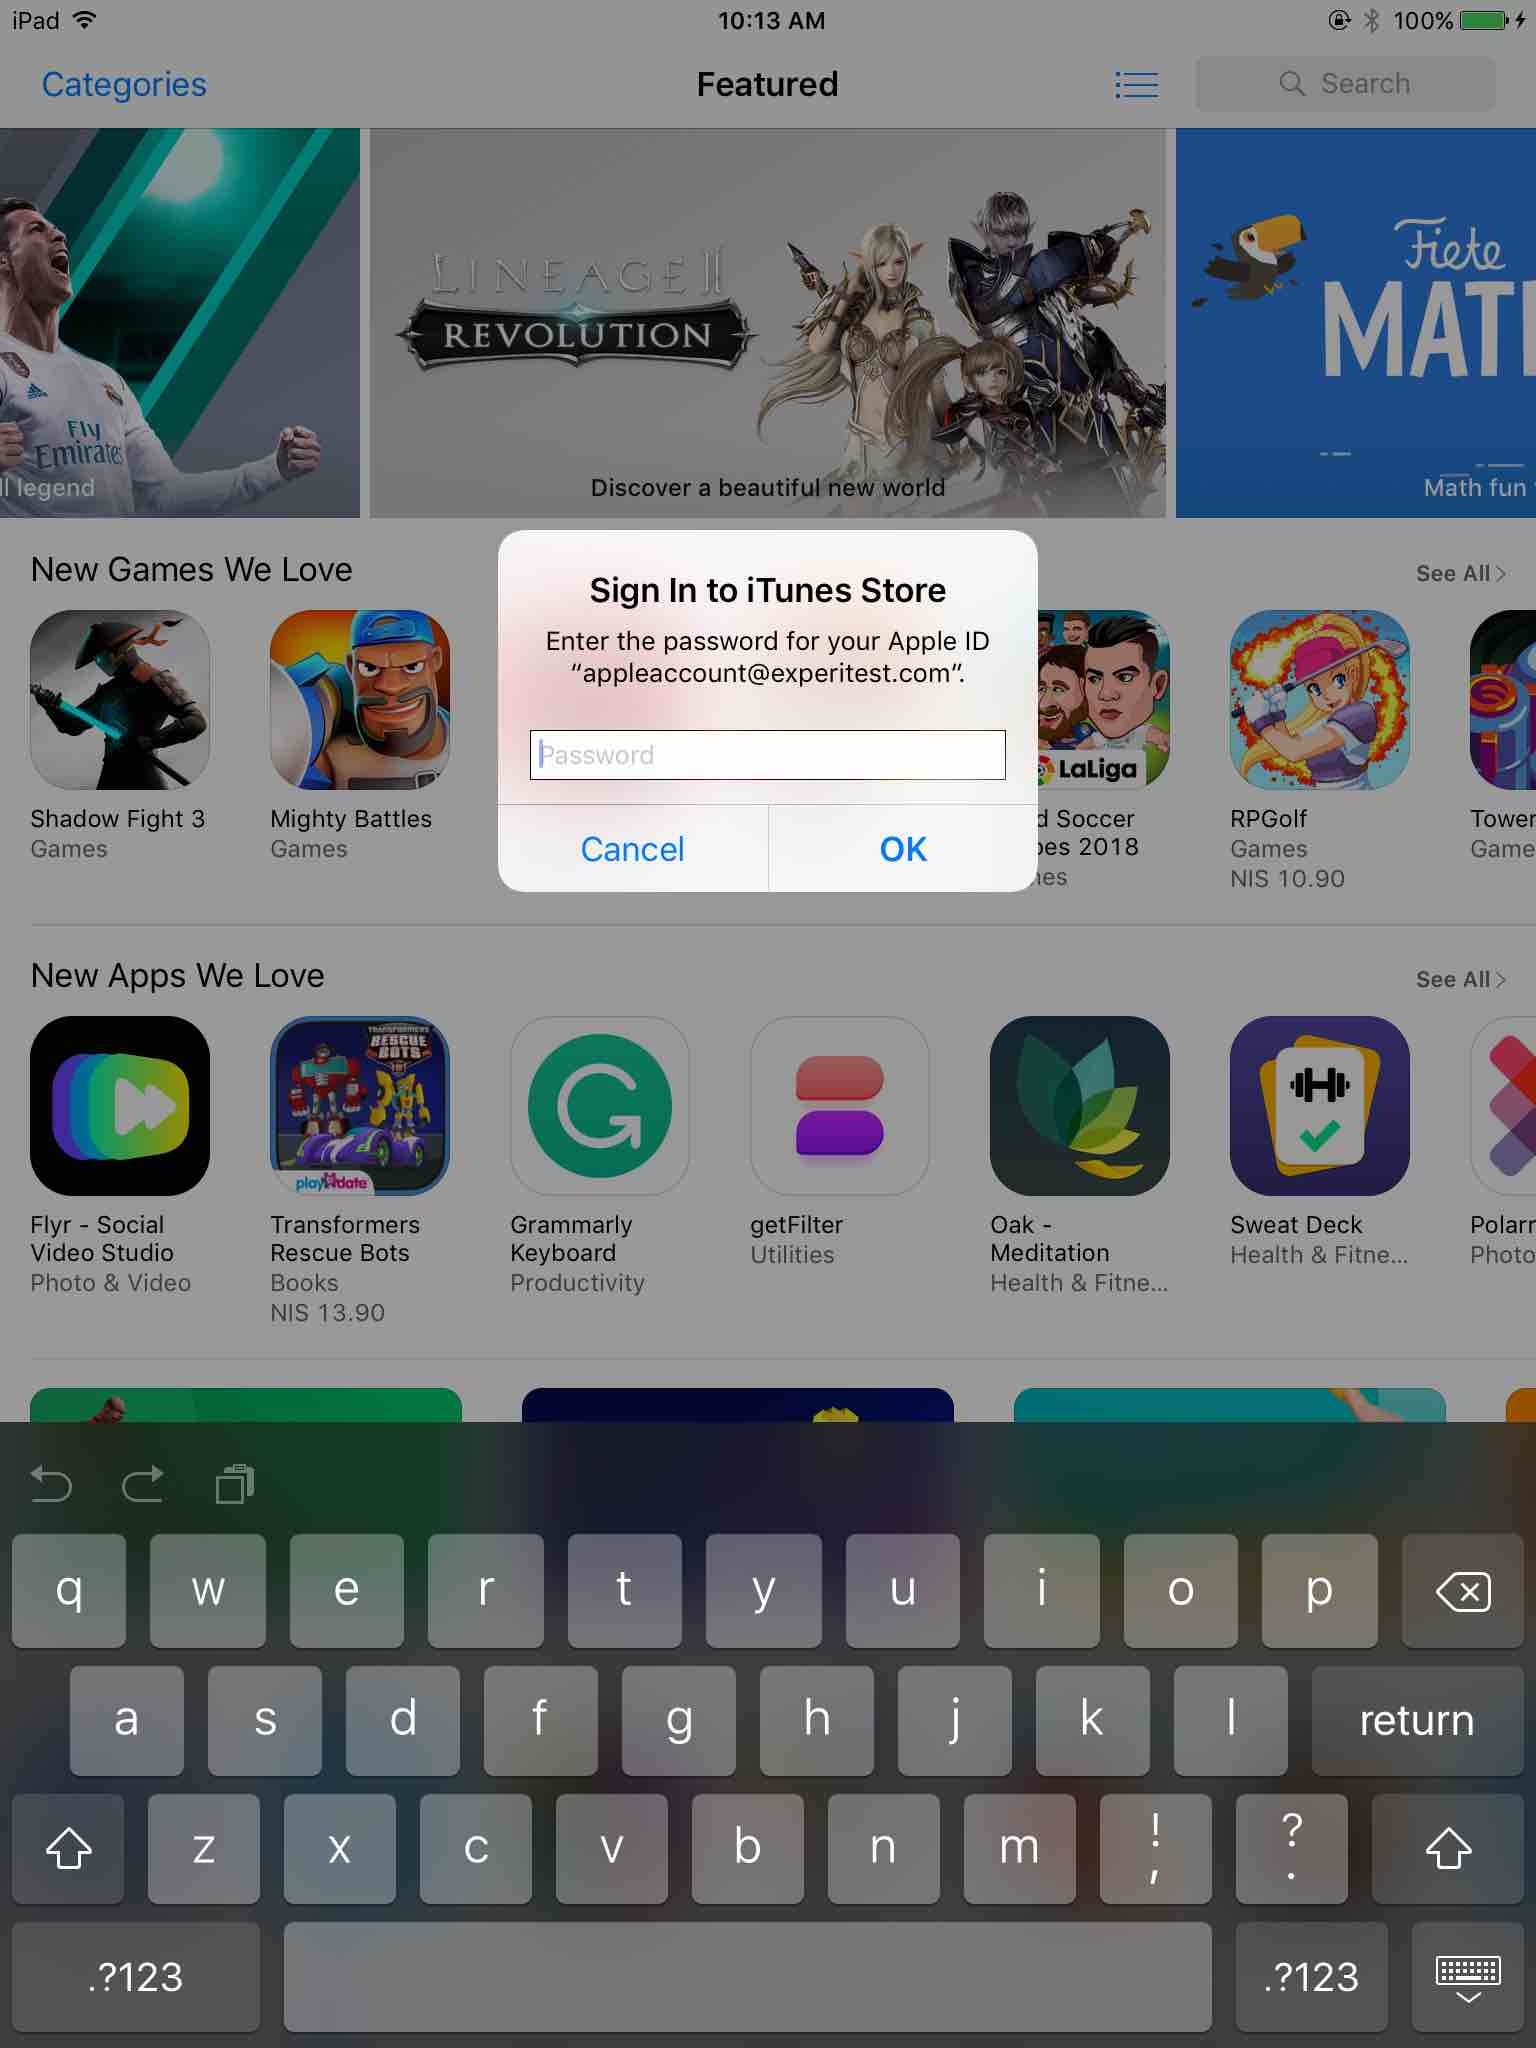 iPad 10:13 AM 100%
Categories Featured Search
Fly
Emirates
ll legend
LINEAGE II
REVOLUTION
Discover a beautiful new world
Fiete
MAT
Math fun
New Games We Love See All
Sign In to iTunes Store
Enter the password for your Apple ID
“appleaccount@experitest.com”.
Password
Cancel OK
LaLiga
Shadow Fight 3
Games
Mighty Battles
Games
d Soccer
oes 2018
nes
RPGolf
Games
NIS 10.90
Tower
Game
New Apps We Love See All
TRANSFORMERS
RESCUE
BOTS
playdate
Flyr - Social
Video Studio
Photo & Video
Transformers
Rescue Bots
Books
NIS 13.90
Grammarly
Keyboard
Productivity
getFilter
Utilities
Oak -
Meditation
Health & Fitne...
Sweat Deck
Health & Fitne...
Polarr
Photo
q w e r t y u i o p
a s d f g h j k l return
z x c v b n m ! , ? .
.?123 .?123